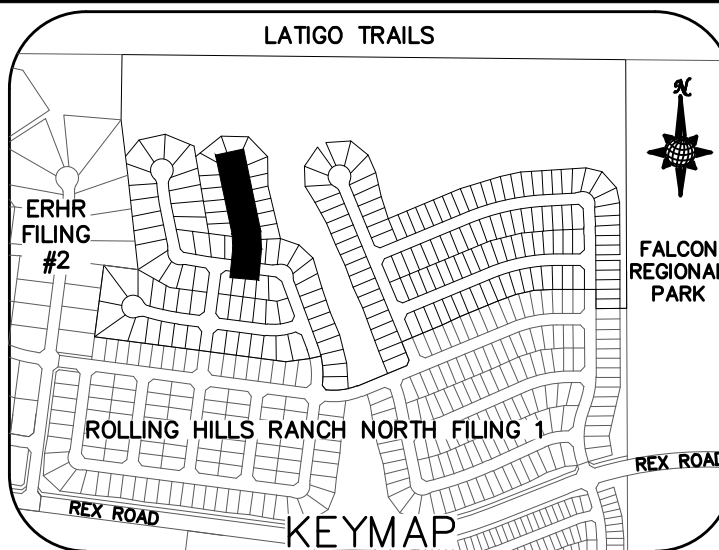 LATIGO TRAILS
N
ERHR
FILING
#2
FALCON
REGIONAL
PARK
ROLLING HILLS RANCH NORTH FILING 1
REX ROAD
REX ROAD
KEYMAP